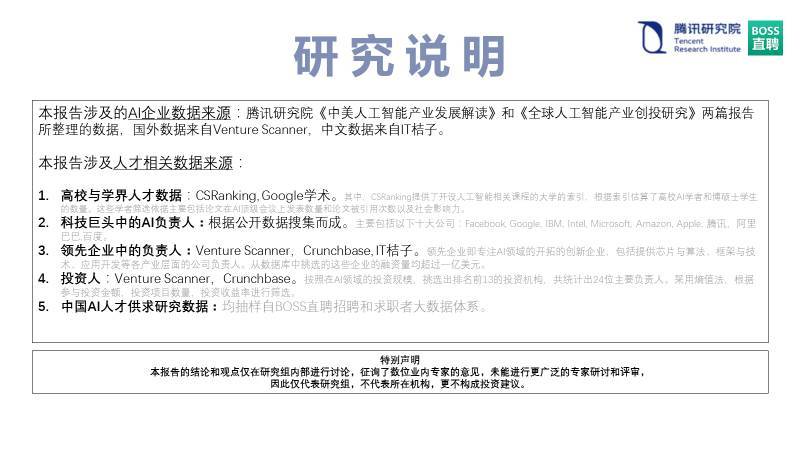 研究说明
腾讯研究院
Tencent
Research Institute
BOSS
直聘
本报告涉及的AI企业数据来源：腾讯研究院《中美人工智能产业发展解读》和《全球人工智能产业创投研究》两篇报告
所整理的数据，国外数据来自Venture Scanner，中文数据来自IT桔子。
本报告涉及人才相关数据来源：
1. 高校与学界人才数据：CSRanking, Google学术。其中，CSRanking提供了开设人工智能相关课程的大学的索引，根据索引估算了高校AI学者和博硕士学生
的数量。这些学者筛选依据主要包括论文在AI顶级会议上发表数量和论文被引用次数以及社会影响力。
2. 科技巨头中的AI负责人：根据公开数据搜集而成。主要包括以下十大公司：Facebook, Google, IBM, Intel, Microsoft, Amazon, Apple, 腾讯，阿里
巴巴,百度。
3. 领先企业中的负责人：Venture Scanner，Crunchbase, IT桔子。领先企业即专注AI领域的开拓的创新企业，包括提供芯片与算法、框架与技
术、应用开发等各产业层面的公司负责人。从数据库中挑选的这些企业的融资量均超过一亿美元。
4. 投资人：Venture Scanner，Crunchbase。按照在AI领域的投资规模，挑选出排名前13的投资机构，共统计出24位主要负责人。采用熵值法，根据
参与投资金额，投资项目数量，投资收益率进行筛选。
5. 中国AI人才供求研究数据：均抽样自BOSS直聘招聘和求职者大数据体系。
特别声明
本报告的结论和观点仅在研究组内部进行讨论，征询了数位业内专家的意见，未能进行更广泛的专家研讨和评审，
因此仅代表研究组，不代表所在机构，更不构成投资建议。